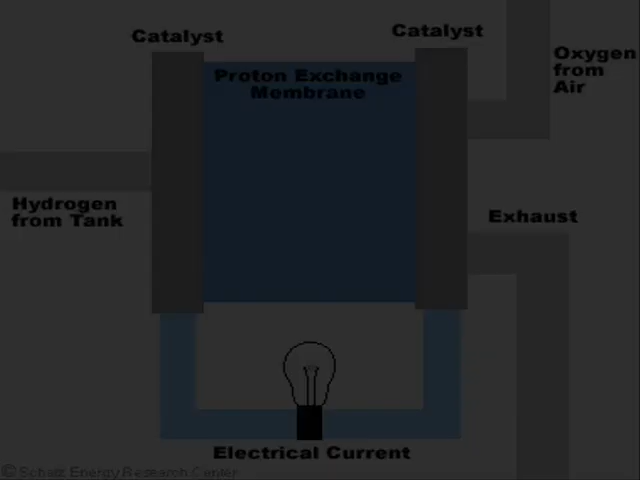 Catalyst
Catalyst
Proton Exchange
Membrane
Oxygen
from
Air
Hydrogen
from Tank
Exhaust
Electrical Current
© Schatz Energy Research Center